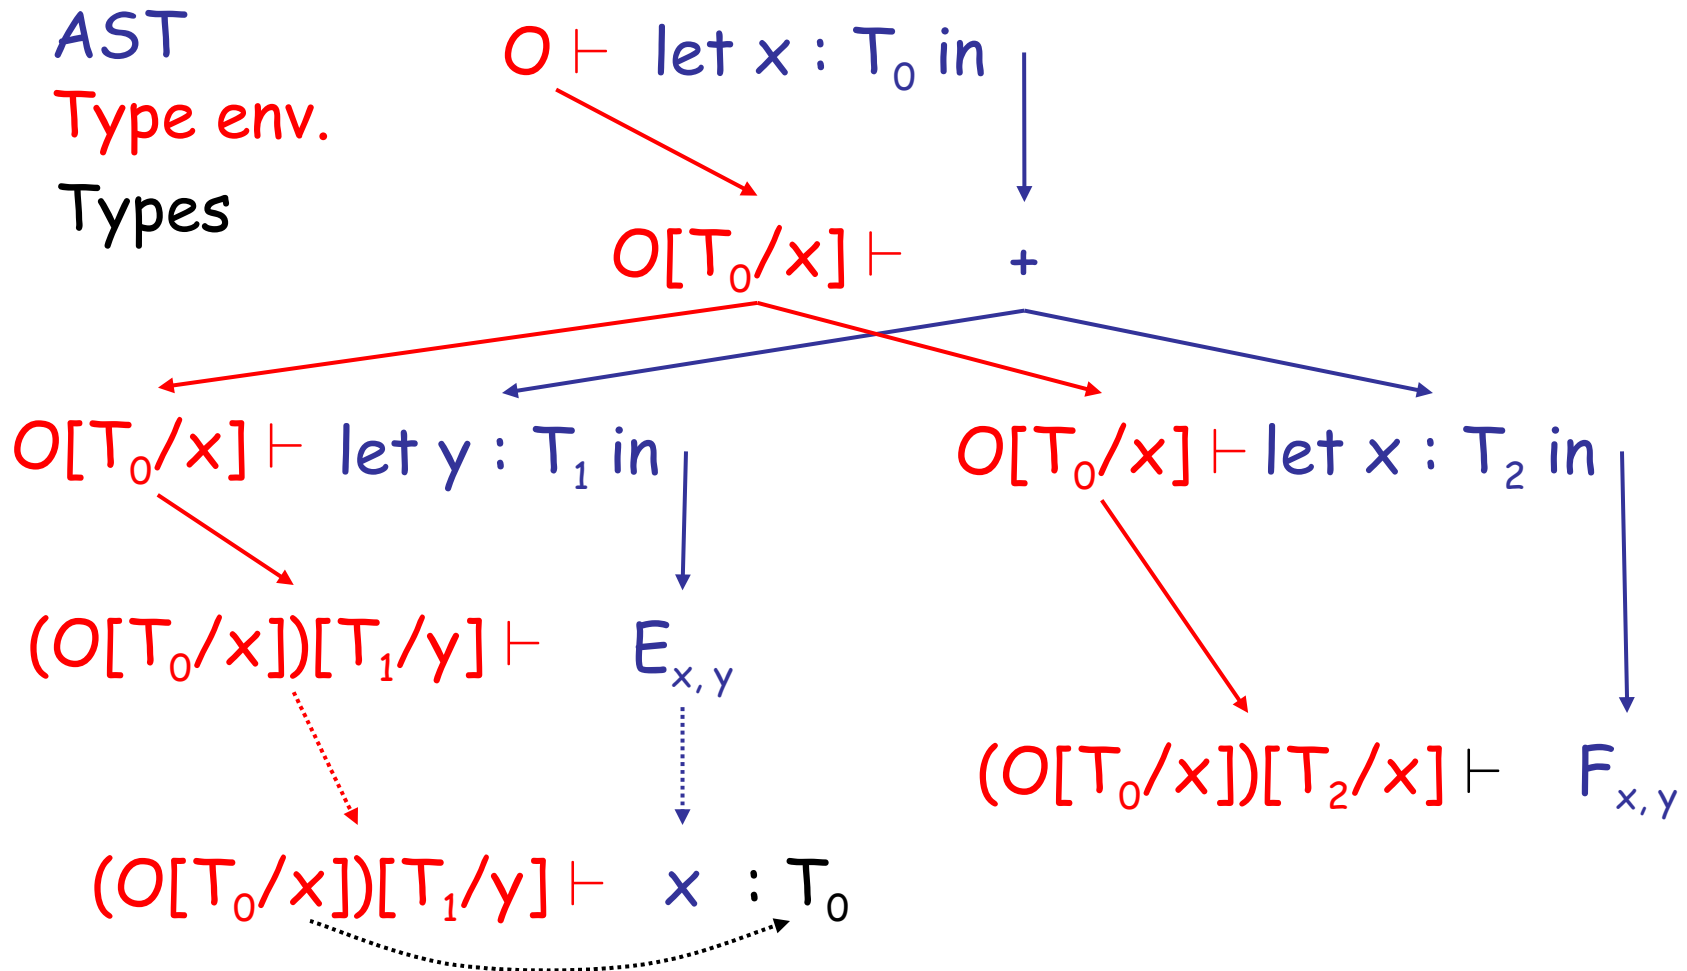 AST
O ⊢ let x : T₀ in
Type env.
Types
O[T₀/x] ⊢ +
O[T₀/x] ⊢ let y : T₁ in
O[T₀/x] ⊢ let x : T₂ in
(O[T₀/x])[T₁/y] ⊢ Eₓ, y
(O[T₀/x])[T₂/x] ⊢ Fₓ, y
(O[T₀/x])[T₁/y] ⊢ x : T₀